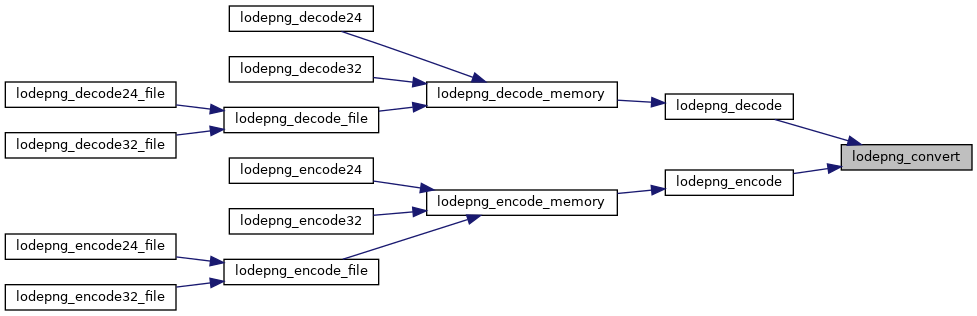 lodepng_decode24
lodepng_decode32
lodepng_decode24_file
lodepng_decode_memory
lodepng_decode
lodepng_decode_file
lodepng_decode32_file
lodepng_convert
lodepng_encode24
lodepng_encode
lodepng_encode_memory
lodepng_encode32
lodepng_encode24_file
lodepng_encode_file
lodepng_encode32_file